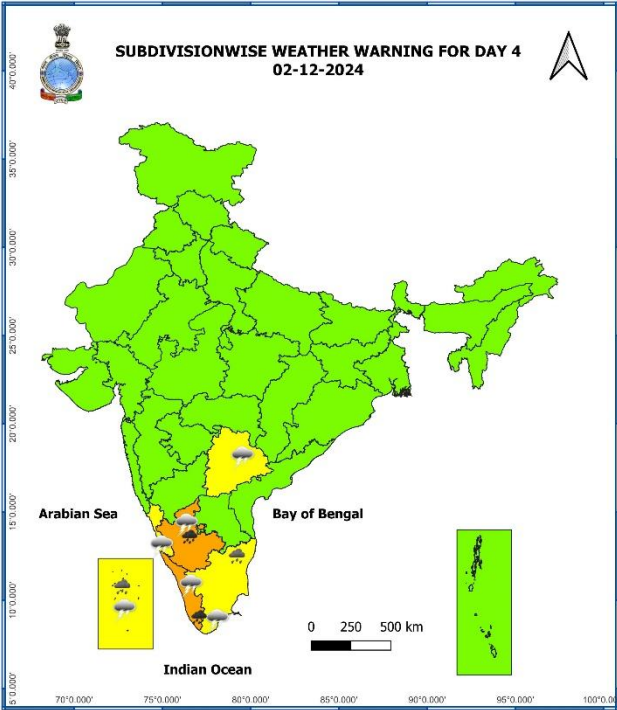 SUBDIVISIONWISE WEATHER WARNING FOR DAY 4
02-12-2024
40°0.000'
35°0.000'
30°0.000'
25°0.000'
20°0.000'
15°0.000'
10°0.000'
5°0.000'
Arabian Sea
Bay of Bengal
0 250 500 km
Indian Ocean
70°0.000' 75°0.000' 80°0.000' 85°0.000' 90°0.000' 95°0.000' 100°0.0